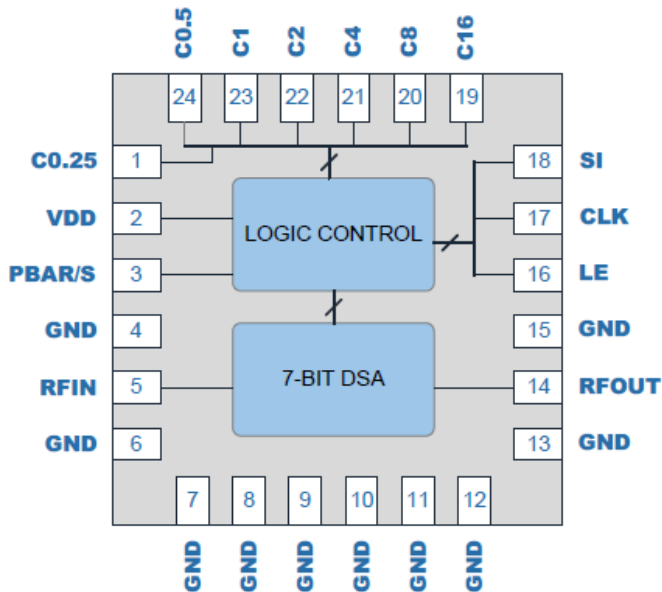 C0.5 C1 C2 C4 C8 C16
24 23 22 21 20 19
C0.25 1 18 SI
LOGIC CONTROL
VDD 2 17 CLK
PBAR/S 3 16 LE
GND 4 15 GND
7-BIT DSA
RFIN 5 14 RFOUT
GND 6 13 GND
7 8 9 10 11 12
GND GND GND GND GND GND